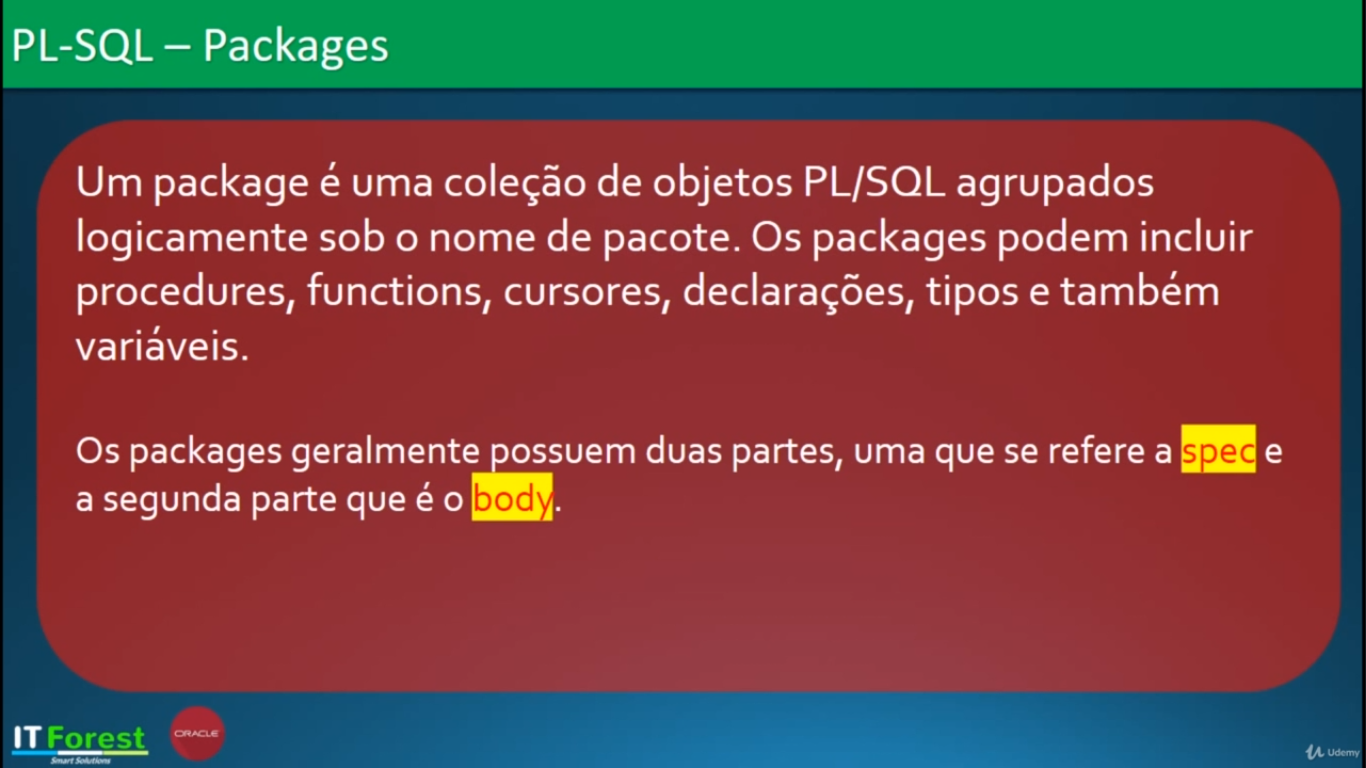 PL-SQL – Packages
Um package é uma coleção de objetos PL/SQL agrupados
logicamente sob o nome de pacote. Os packages podem incluir
procedures, functions, cursores, declarações, tipos e também
variáveis.
Os packages geralmente possuem duas partes, uma que se refere a spec e
a segunda parte que é o body.
IT Forest
Smart Solutions
ORACLE
Udemy